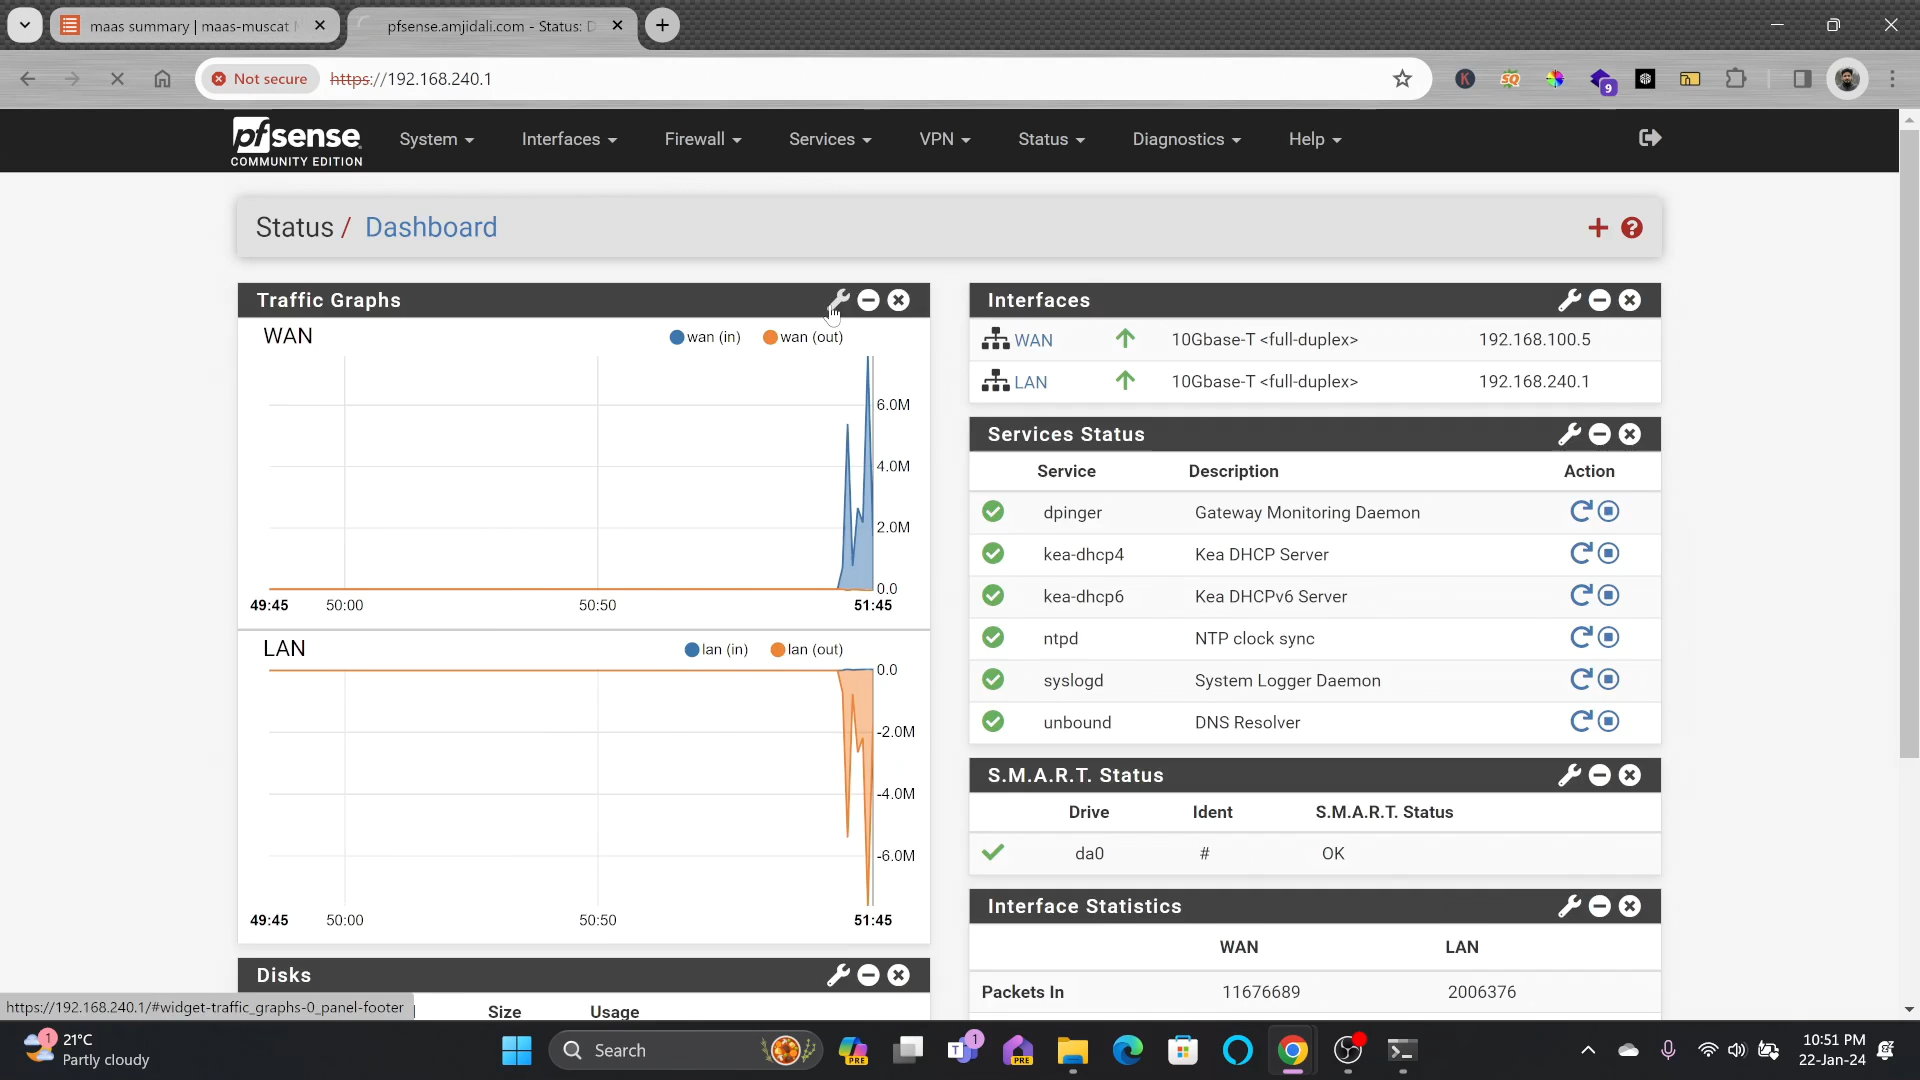 maas summary | maas-muscat
pfsense.amjidali.com - Status: D
Not secure
https://192.168.240.1
9
pfsense
COMMUNITY EDITION
System
Interfaces
Firewall
Services
VPN
Status
Diagnostics
Help
Status / Dashboard
Traffic Graphs
WAN
wan (in)
wan (out)
6.0M
4.0M
2.0M
0.0
49:45
50:00
50:50
51:45
LAN
lan (in)
lan (out)
0.0
-2.0M
-4.0M
-6.0M
49:45
50:00
50:50
51:45
Disks
Size
Usage
Interfaces
WAN 10Gbase-T <full-duplex> 192.168.100.5
LAN 10Gbase-T <full-duplex> 192.168.240.1
Services Status
Service Description Action
dpinger Gateway Monitoring Daemon
kea-dhcp4 Kea DHCP Server
kea-dhcp6 Kea DHCPv6 Server
ntpd NTP clock sync
syslogd System Logger Daemon
unbound DNS Resolver
S.M.A.R.T. Status
Drive Ident S.M.A.R.T. Status
da0 # OK
Interface Statistics
WAN LAN
Packets In 11676689 2006376
https://192.168.240.1/#widget-traffic_graphs-0_panel-footer
1
21°C
Partly cloudy
Search
PRE
1
PRE
10:51 PM
22-Jan-24